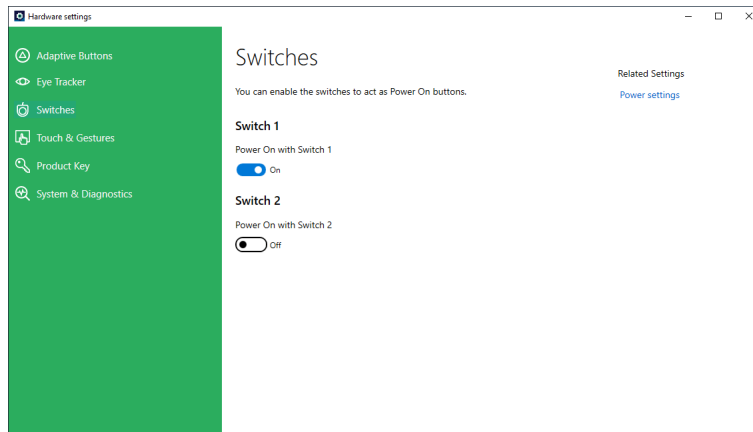 Hardware settings
Adaptive Buttons
Eye Tracker
Switches
Touch & Gestures
Product Key
System & Diagnostics
Switches
You can enable the switches to act as Power On buttons.
Switch 1
Power On with Switch 1
On
Switch 2
Power On with Switch 2
Off
Related Settings
Power settings